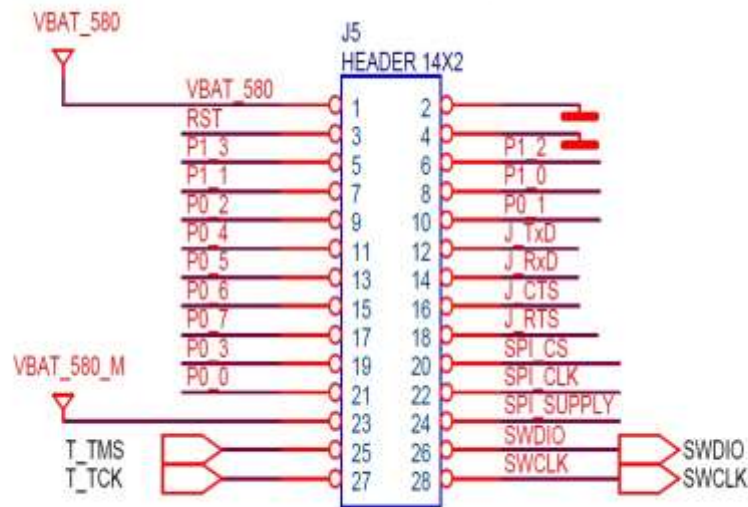 VBAT_580
J5
HEADER 14X2
VBAT_580 1 2
RST 3 4
P1_3 5 6 P1_2
P1_1 7 8 P1_0
P0_2 9 10 P0_1
P0_4 11 12 J_TxD
P0_5 13 14 J_RxD
P0_6 15 16 J_CTS
P0_7 17 18 J_RTS
P0_3 19 20 SPI_CS
P0_0 21 22 SPI_CLK
VBAT_580_M 23 24 SPI_SUPPLY
T_TMS 25 26 SWDIO SWDIO
T_TCK 27 28 SWCLK SWCLK